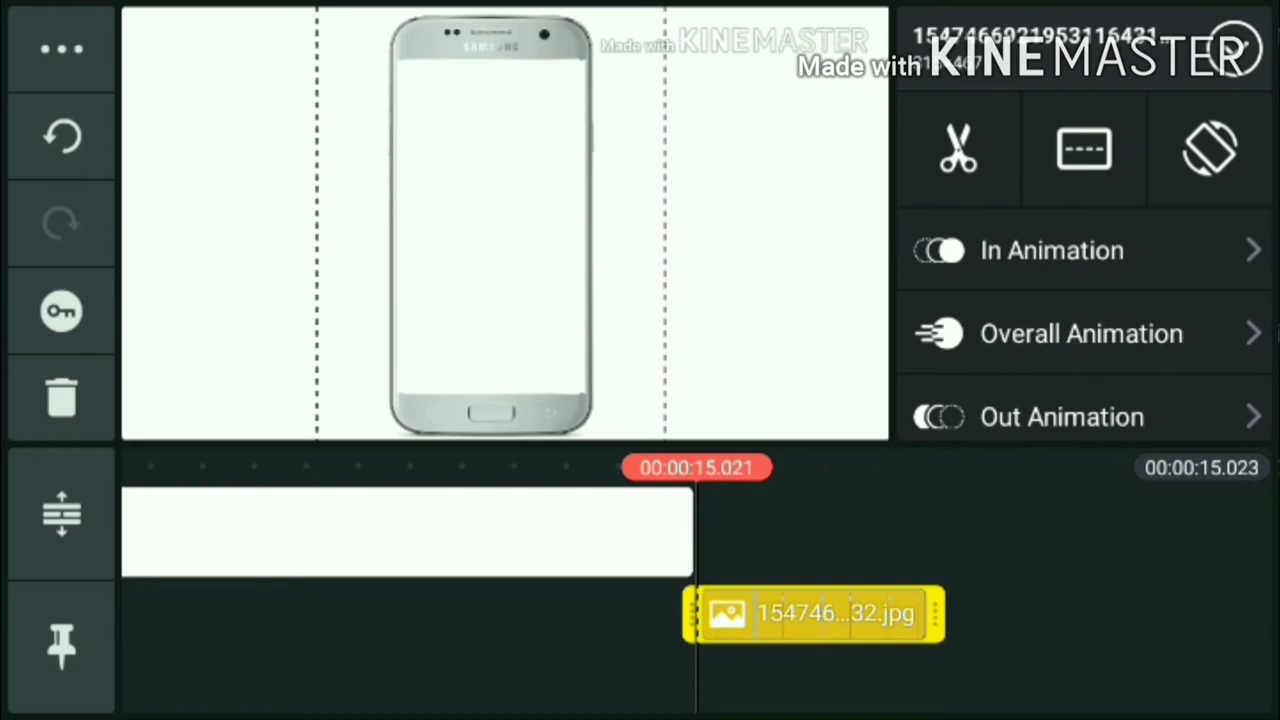 SAMSUNG
Made with KINEMASTER
Made with KINEMASTER
In Animation
Overall Animation
Out Animation
00:00:15.021
00:00:15.023
154746...32.jpg